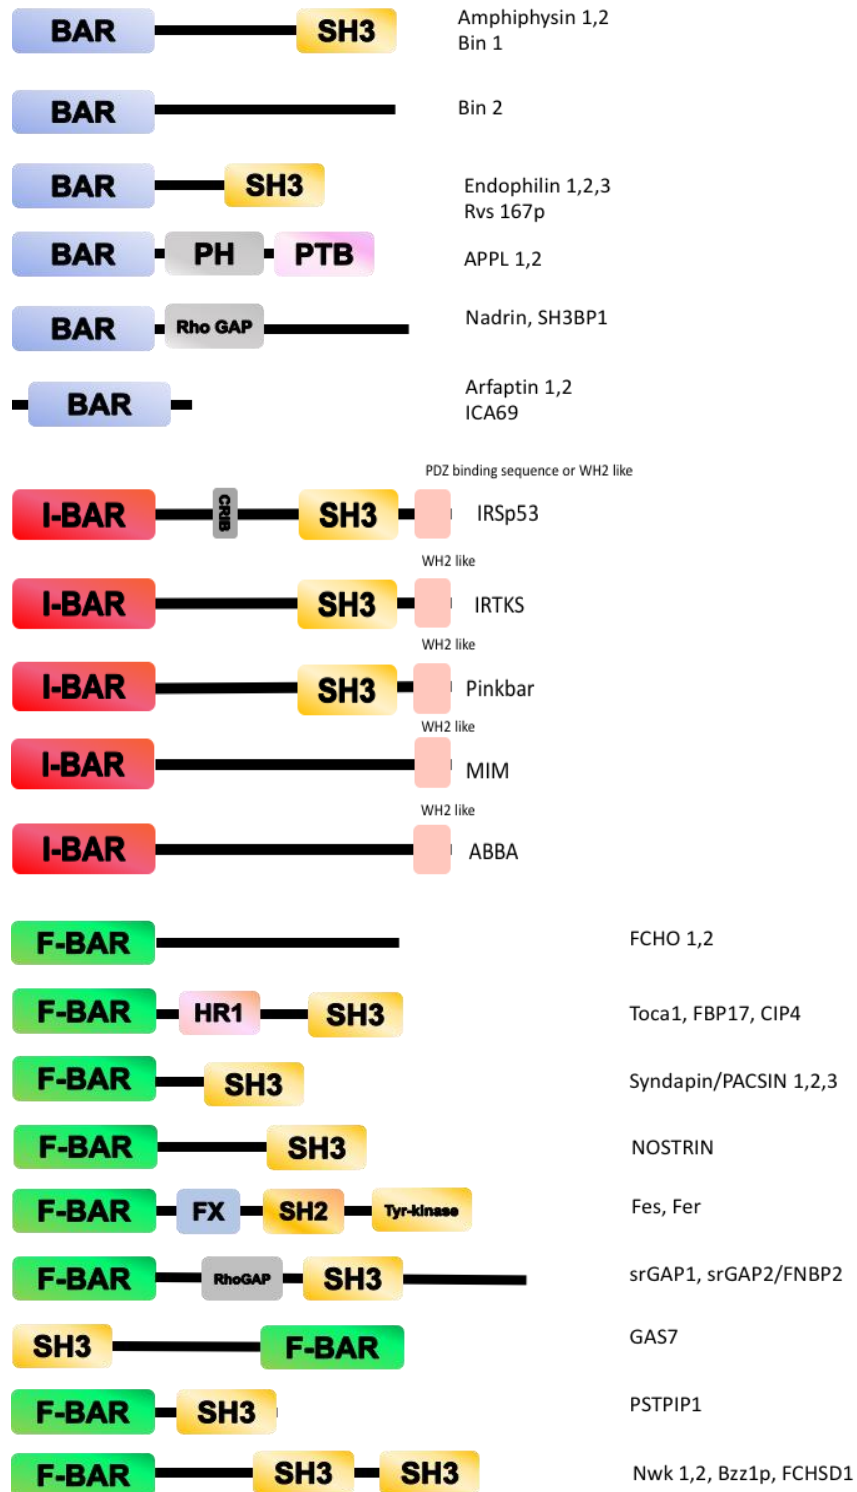 BAR SH3 Amphiphysin 1,2
Bin 1
BAR Bin 2
BAR SH3 Endophilin 1,2,3
Rvs 167p
BAR PH PTB APPL 1,2
BAR Rho GAP Nadrin, SH3BP1
BAR Arfaptin 1,2
ICA69
PDZ binding sequence or WH2 like
I-BAR CRIB SH3 IRSp53
WH2 like
I-BAR SH3 IRTKS
WH2 like
I-BAR SH3 Pinkbar
WH2 like
I-BAR MIM
WH2 like
I-BAR ABBA
F-BAR FCHO 1,2
F-BAR HR1 SH3 Toca1, FBP17, CIP4
F-BAR SH3 Syndapin/PACSIN 1,2,3
F-BAR SH3 NOSTRIN
F-BAR FX SH2 Tyr-kinase Fes, Fer
F-BAR RhoGAP SH3 srGAP1, srGAP2/FNBP2
SH3 F-BAR GAS7
F-BAR SH3 PSTPIP1
F-BAR SH3 SH3 Nwk 1,2, Bzz1p, FCHSD1